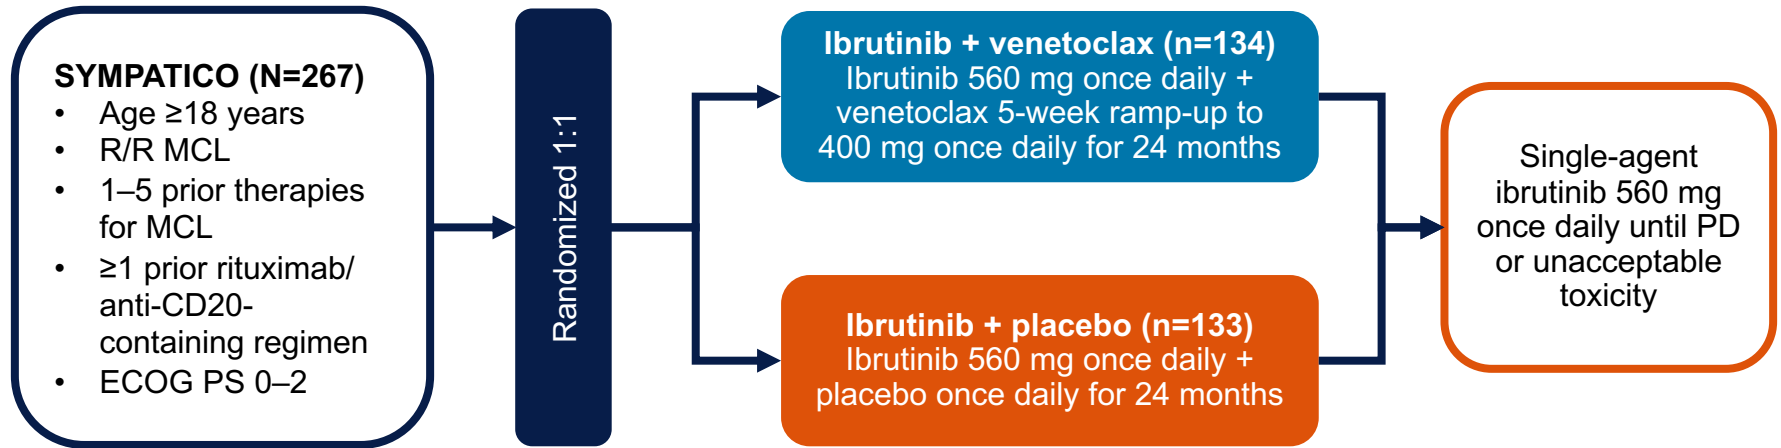 SYMPATICO (N=267)
• Age ≥18 years
• R/R MCL
• 1–5 prior therapies
for MCL
• ≥1 prior rituximab/
anti-CD20-
containing regimen
• ECOG PS 0–2
Randomized 1:1
Ibrutinib + venetoclax (n=134)
Ibrutinib 560 mg once daily +
venetoclax 5-week ramp-up to
400 mg once daily for 24 months
Ibrutinib + placebo (n=133)
Ibrutinib 560 mg once daily +
placebo once daily for 24 months
Single-agent
ibrutinib 560 mg
once daily until PD
or unacceptable
toxicity